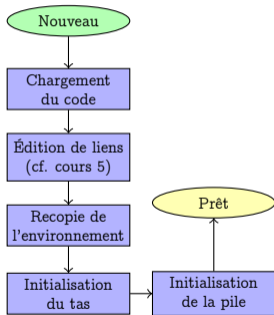 Nouveau
Chargement
du code
Édition de liens
(cf. cours 5)
Recopie de
l'environnement
Initialisation
du tas
Initialisation
de la pile
Prêt